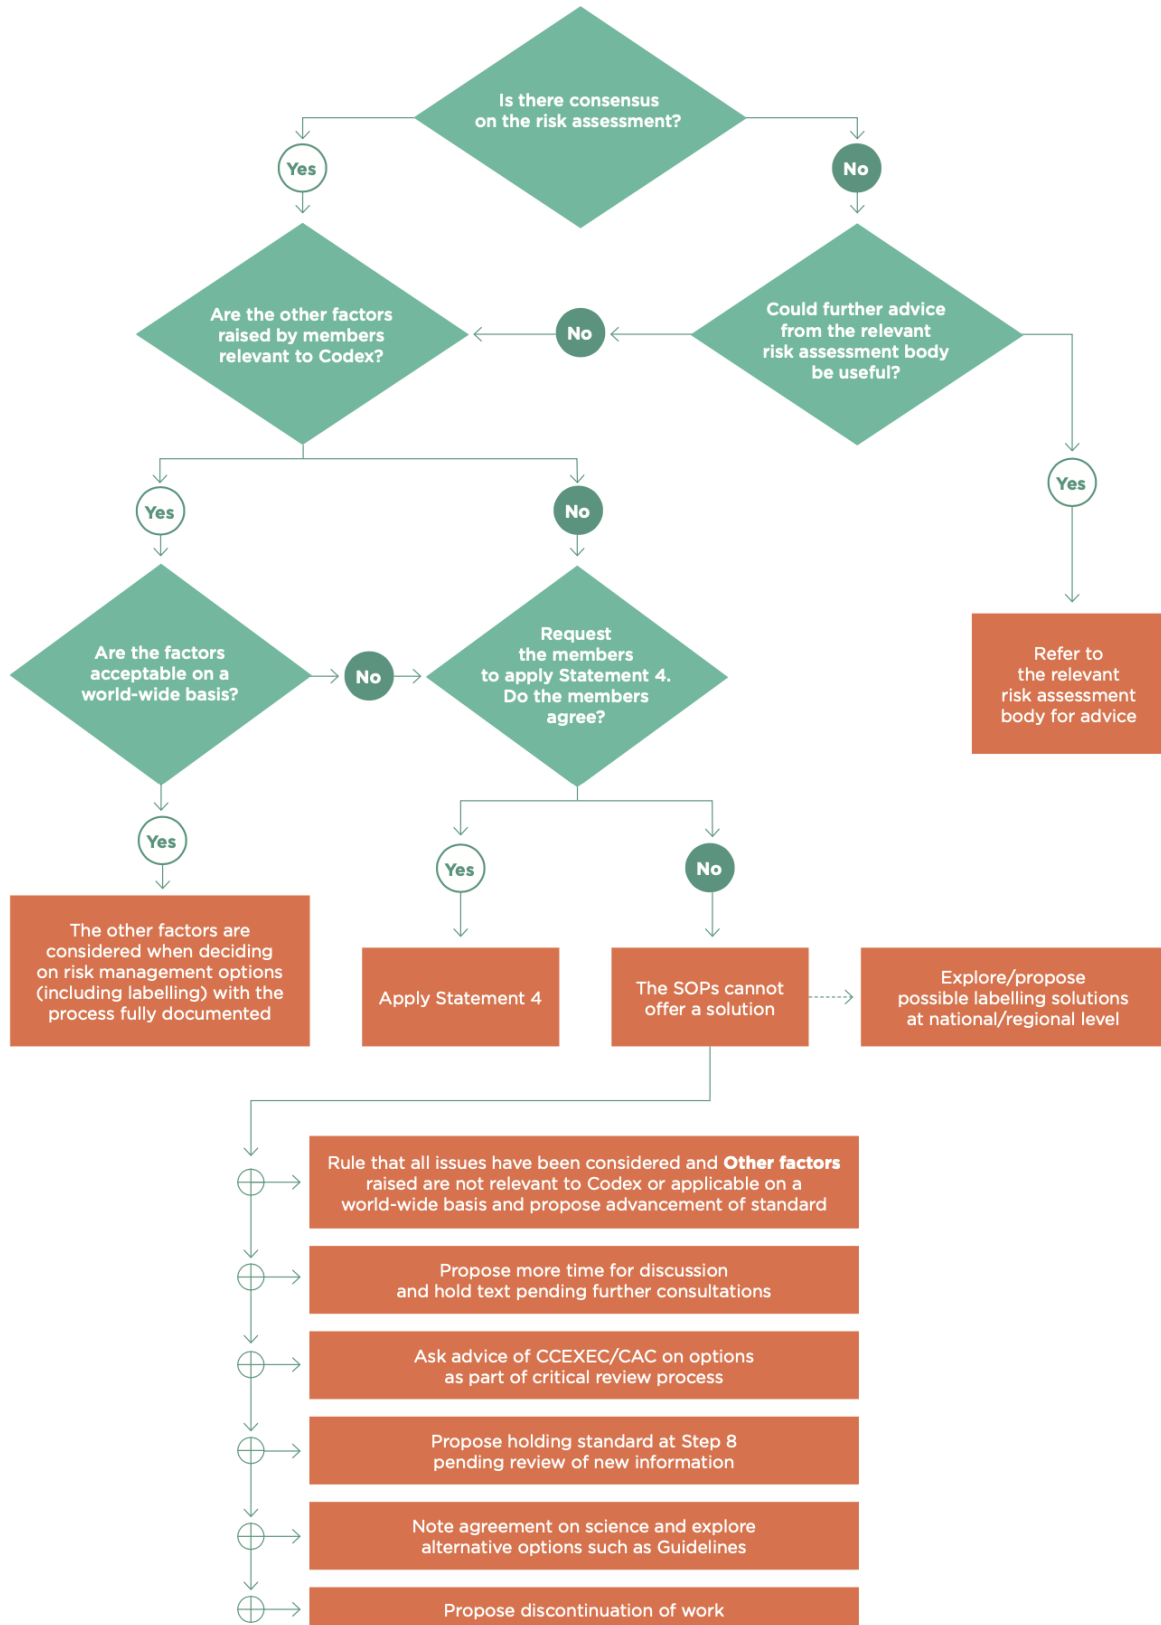 Is there consensus
on the risk assessment?
Yes
No
Are the other factors
raised by members
relevant to Codex?
No
Could further advice
from the relevant
risk assessment body
be useful?
Yes
No
Yes
Are the factors
acceptable on a
world-wide basis?
No
Request
the members
to apply Statement 4.
Do the members
agree?
Refer to
the relevant
risk assessment
body for advice
Yes
Yes
No
The other factors are
considered when deciding
on risk management options
(including labelling) with the
process fully documented
Apply Statement 4
The SOPs cannot
offer a solution
Explore/propose
possible labelling solutions
at national/regional level
Rule that all issues have been considered and Other factors
raised are not relevant to Codex or applicable on a
world-wide basis and propose advancement of standard
Propose more time for discussion
and hold text pending further consultations
Ask advice of CCEXEC/CAC on options
as part of critical review process
Propose holding standard at Step 8
pending review of new information
Note agreement on science and explore
alternative options such as Guidelines
Propose discontinuation of work